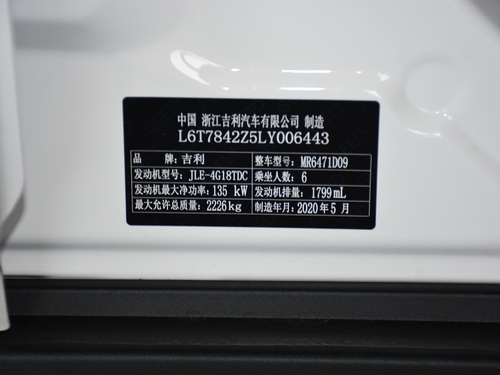 中国 浙江吉利汽车有限公司 制造
L6T7842Z5LY006443
品牌:吉利 整车型号:MR6471D09
发动机型号:JLE-4G18TDC 乘坐人数:6
发动机最大净功率:135 kW 发动机排量:1799mL
最大允许总质量:2226kg 制造年月:2020年5月